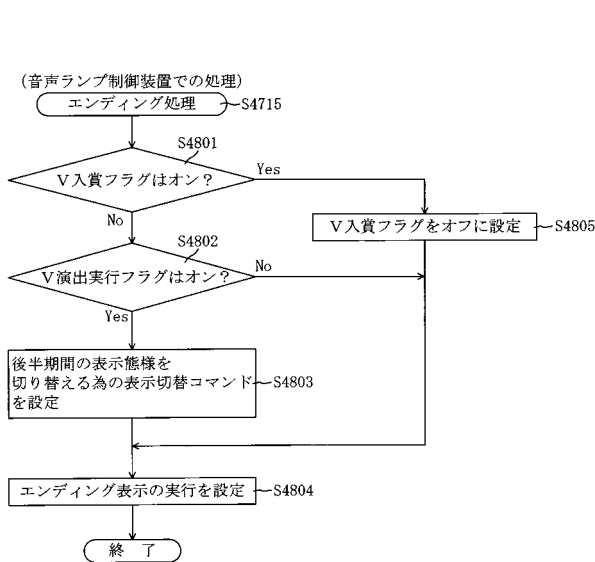 (音声ランプ制御装置での処理)
エンディング処理
S4715
S4801
V入賞フラグはオン?
Yes
No
V入賞フラグをオフに設定
S4805
S4802
V演出実行フラグはオン?
No
Yes
後半期間の表示態様を
切り替える為の表示切替コマンド
を設定
S4803
エンディング表示の実行を設定
S4804
終 了